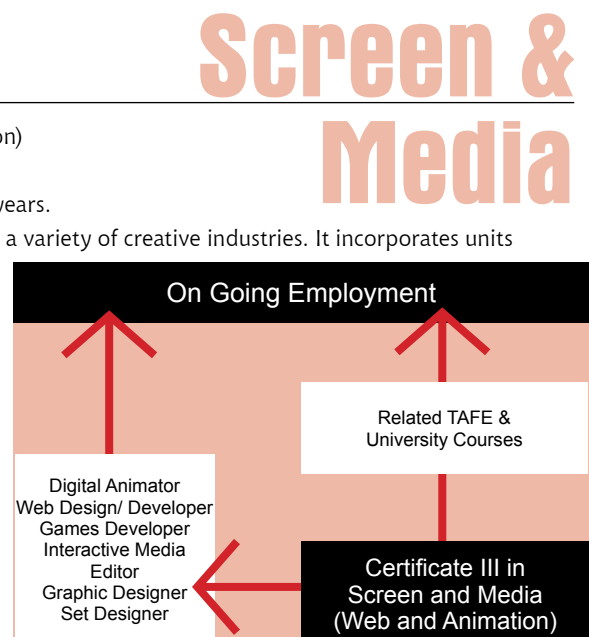 Screen &
Media
on)
years.
a variety of creative industries. It incorporates units
On Going Employment
Related TAFE &
University Courses
Digital Animator
Web Design/ Developer
Games Developer
Interactive Media
Editor
Graphic Designer
Set Designer
Certificate III in
Screen and Media
(Web and Animation)